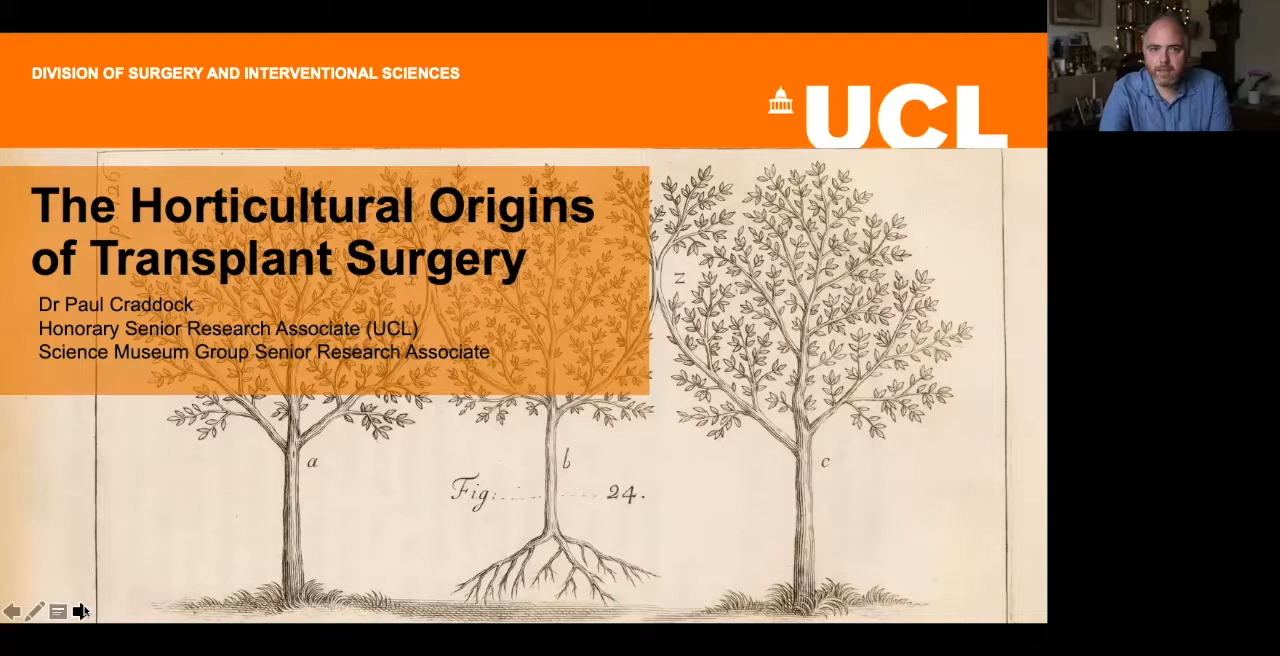 DIVISION OF SURGERY AND INTERVENTIONAL SCIENCES
UCL
The Horticultural Origins
of Transplant Surgery
Dr Paul Craddock
Honorary Senior Research Associate (UCL)
Science Museum Group Senior Research Associate
z
x
a
b
c
Fig: 24.